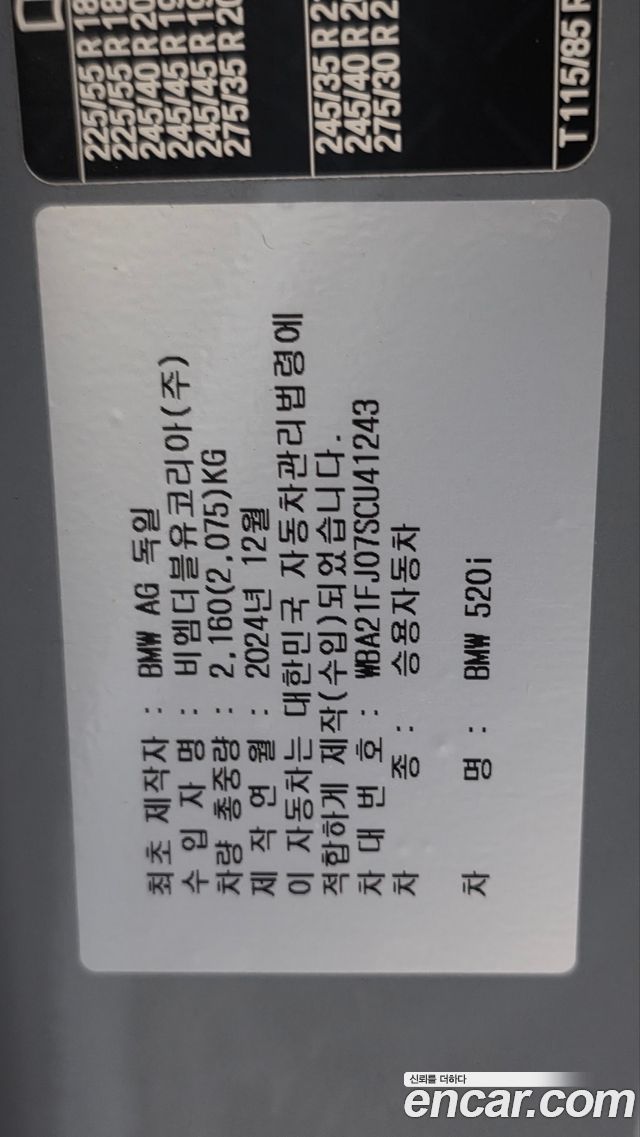 225/55 R 18
225/55 R 18
245/40 R 20
245/45 R 19
245/45 R 19
275/35 R 20
245/35 R 21
245/40 R 20
275/30 R 21
T 115/85 R
최초 제작자 : BMW AG 독일
수 입 자 명 : 비엠더블유코리아(주)
차량 총중량 : 2,160(2,075)KG
제 작 연 월 : 2024년 12월
이 자동차는 대한민국 자동차관리법령에
적합하게 제작(수입)되었습니다.
차 대 번 호 : WBA21FJ07SCU41243
차 종 : 승용자동차
차 명 : BMW 520i
신뢰를 더하다
encar.com